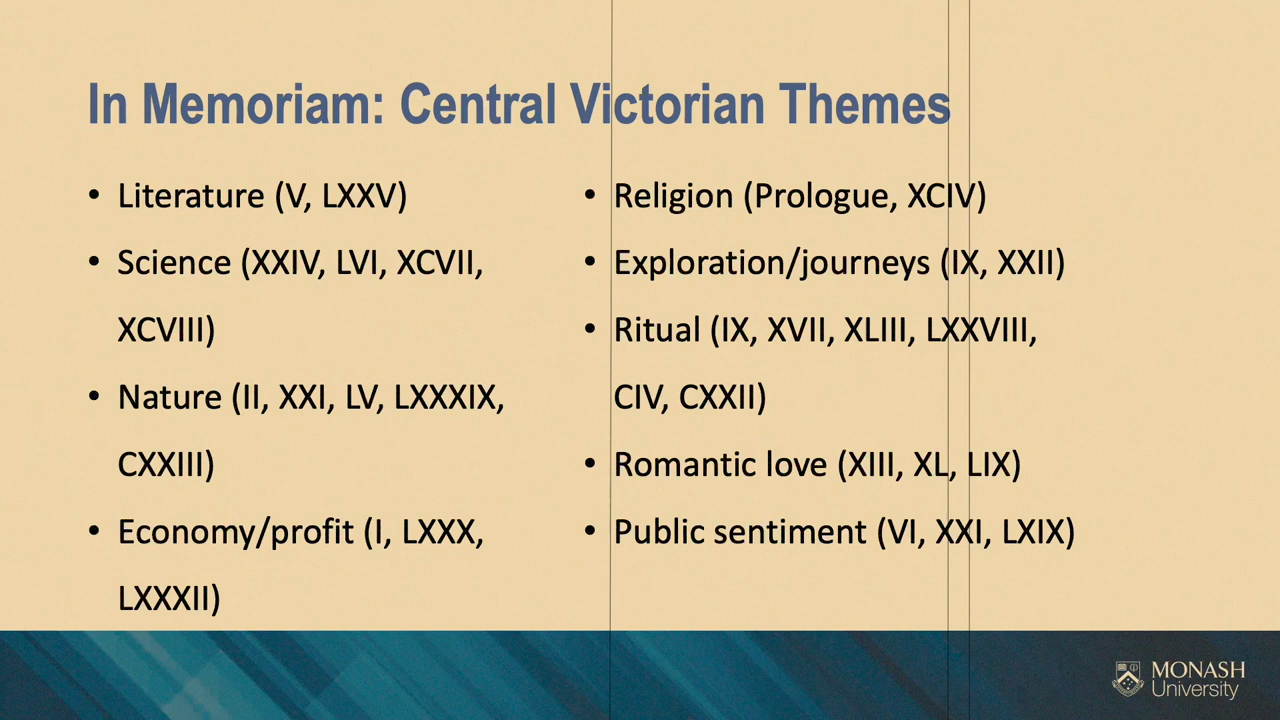 In Memoriam: Central Victorian Themes
• Literature (V, LXXV)
• Science (XXIV, LVI, XCVII,
XCVIII)
• Nature (II, XXI, LV, LXXXIX,
CXXIII)
• Economy/profit (I, LXXX,
LXXXII)
• Religion (Prologue, XCIV)
• Exploration/journeys (IX, XXII)
• Ritual (IX, XVII, XLIII, LXXVIII,
CIV, CXXII)
• Romantic love (XIII, XL, LIX)
• Public sentiment (VI, XXI, LXIX)
MONASH
University